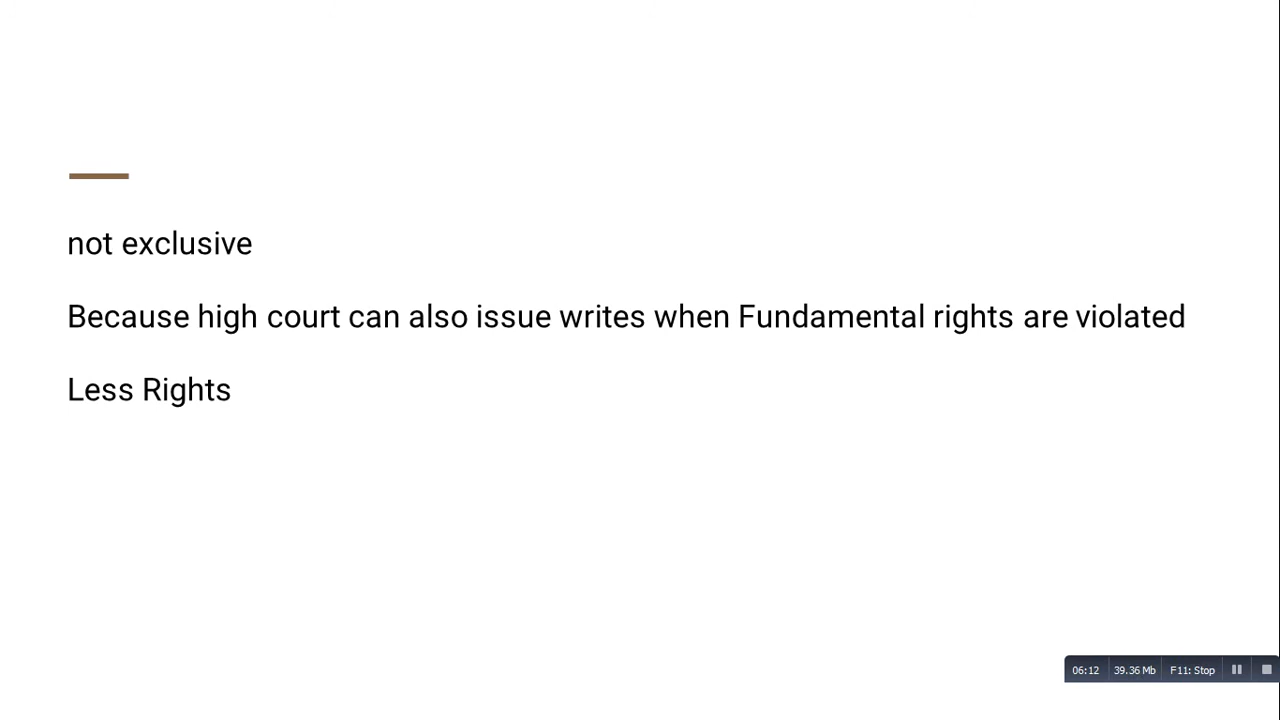 not exclusive
Because high court can also issue writes when Fundamental rights are violated
Less Rights
06:12 39.36 Mb F11: Stop